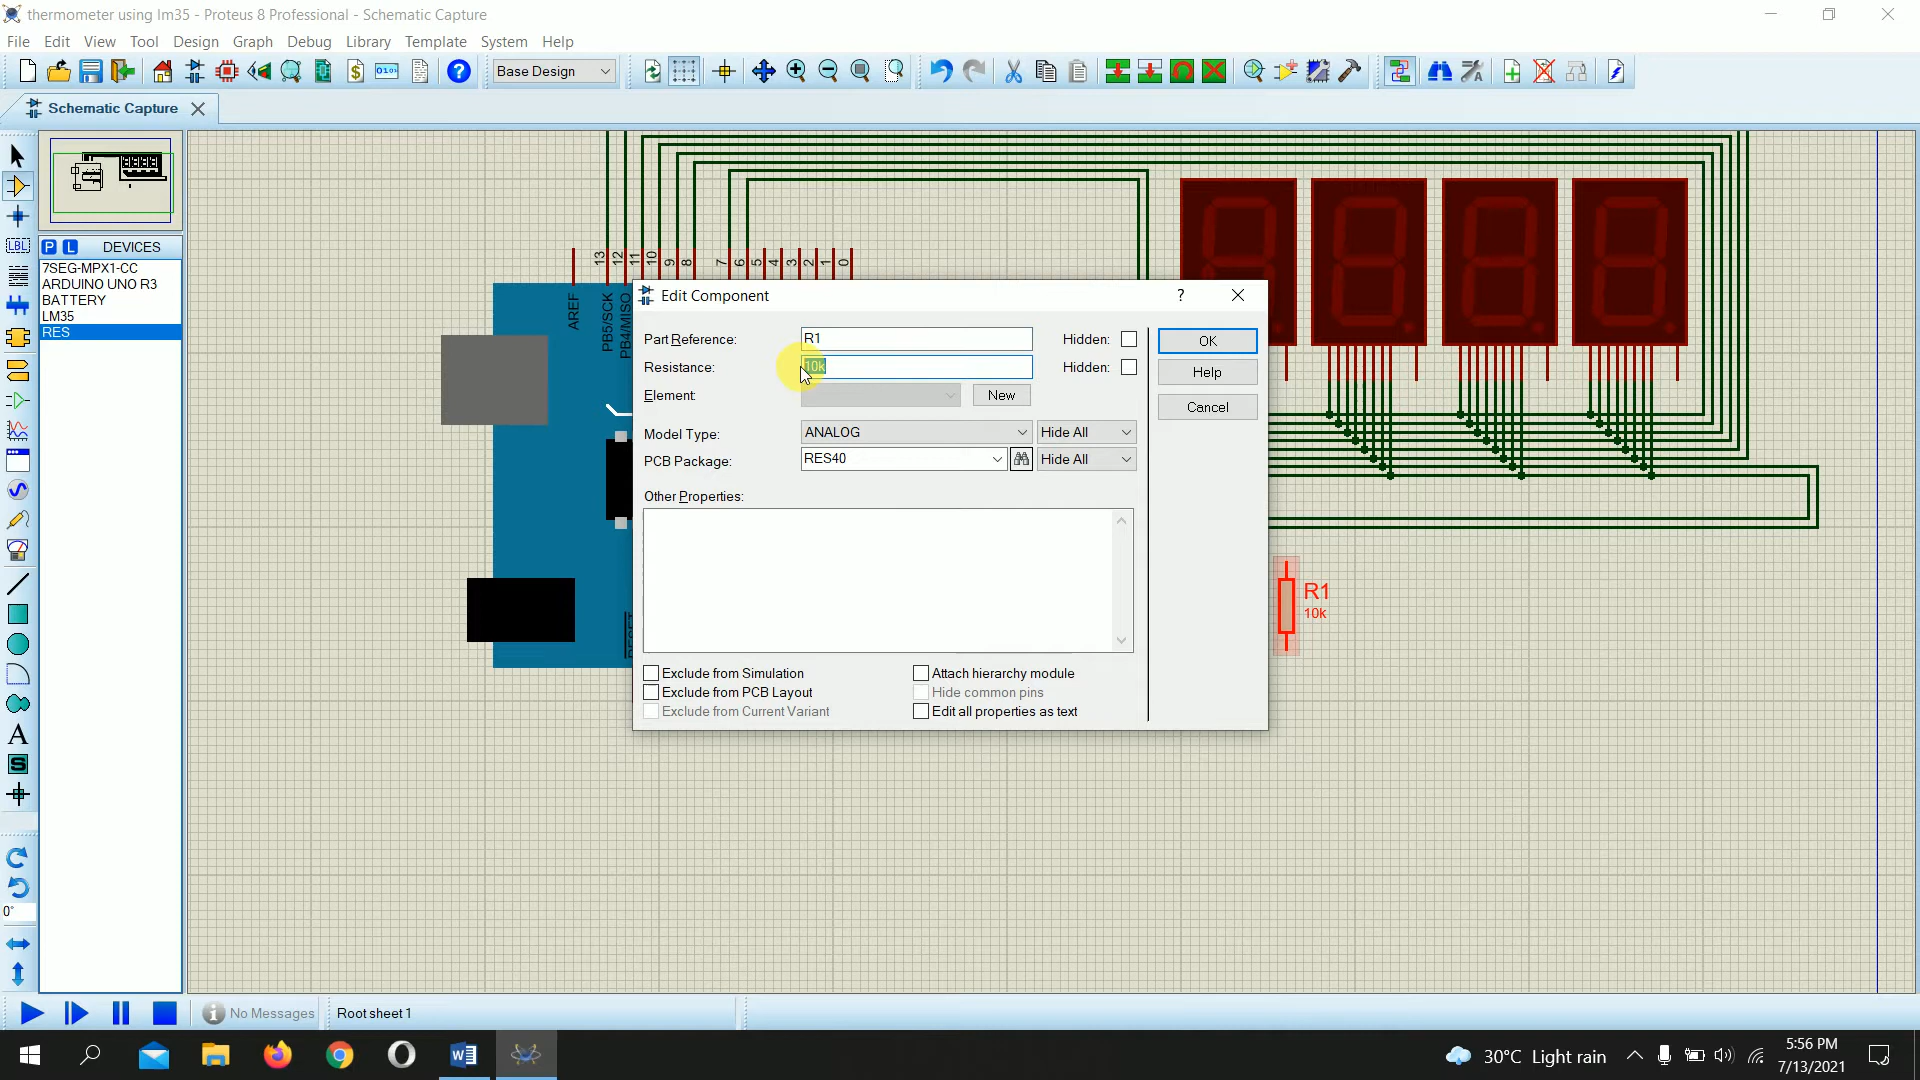 thermometer using lm35 - Proteus 8 Professional - Schematic Capture
File Edit View Tool Design Graph Debug Library Template System Help
Base Design
Schematic Capture
P L DEVICES
7SEG-MPX1-CC
ARDUINO UNO R3
BATTERY
LM35
RES
LBL
A
S
0°
13 12 11 10 9 8 7 6 5 4 3 2 1 0
AREF
PB5/SCK
PB4/MISO
Edit Component
?
Part Reference: R1 Hidden:
Resistance: 10k Hidden:
Element: New
Model Type: ANALOG Hide All
PCB Package: RES40 Hide All
Other Properties:
Exclude from Simulation
Exclude from PCB Layout
Exclude from Current Variant
Attach hierarchy module
Hide common pins
Edit all properties as text
OK
Help
Cancel
R1
10k
No Messages
Root sheet 1
30°C Light rain
5:56 PM
7/13/2021